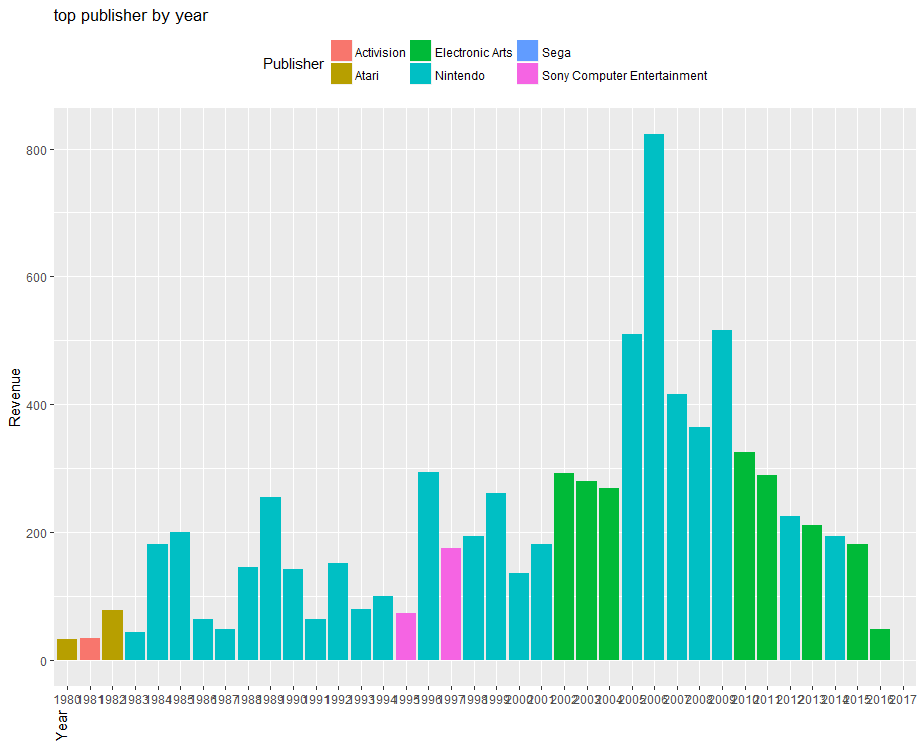 top publisher by year
Publisher
Activision Electronic Arts Sega
Atari Nintendo Sony Computer Entertainment
Revenue
800
600
400
200
0
1980 1981 1982 1983 1984 1985 1986 1987 1988 1989 1990 1991 1992 1993 1994 1995 1996 1997 1998 1999 2000 2001 2002 2003 2004 2005 2006 2007 2008 2009 2010 2011 2012 2013 2014 2015 2016 2017
Year